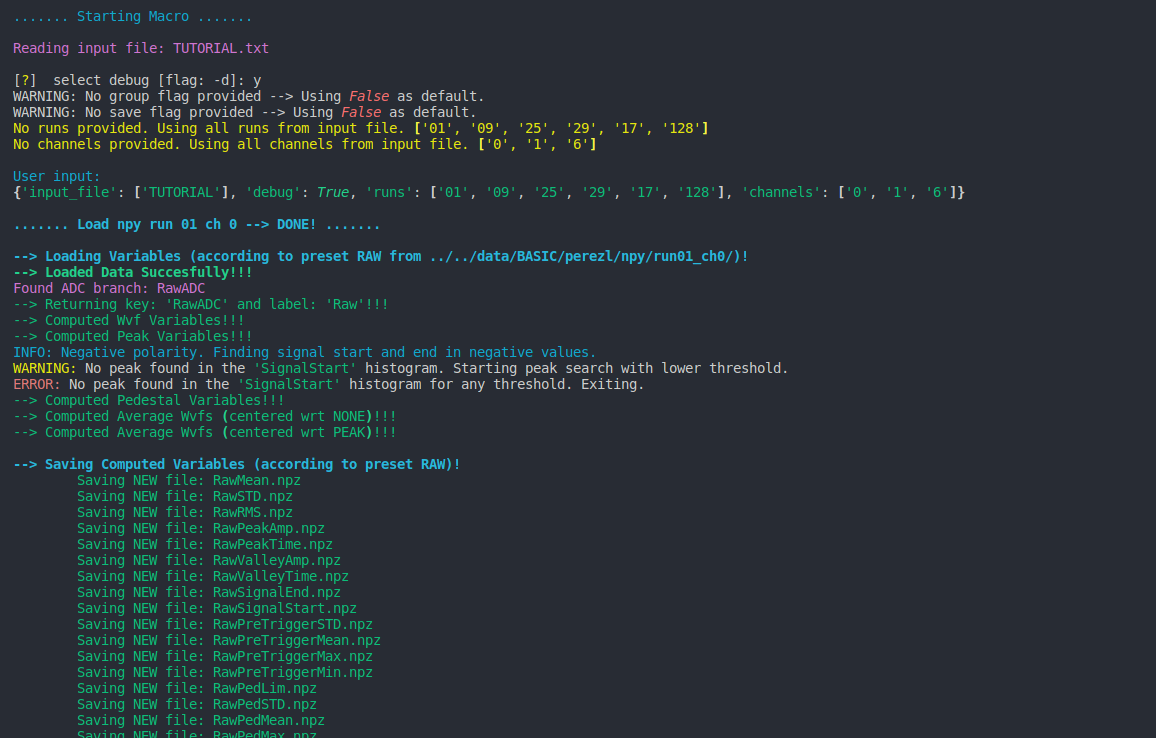 ....... Starting Macro .......
Reading input file: TUTORIAL.txt
[?]  select debug [flag: -d]: y
WARNING: No group flag provided --> Using False as default.
WARNING: No save flag provided --> Using False as default.
No runs provided. Using all runs from input file. ['01', '09', '25', '29', '17', '128']
No channels provided. Using all channels from input file. ['0', '1', '6']
User input:
{'input_file': ['TUTORIAL'], 'debug': True, 'runs': ['01', '09', '25', '29', '17', '128'], 'channels': ['0', '1', '6']}
....... Load npy run 01 ch 0 --> DONE! .......
--> Loading Variables (according to preset RAW from ../../data/BASIC/perezl/npy/run01_ch0/)!
--> Loaded Data Succesfully!!!
Found ADC branch: RawADC
--> Returning key: 'RawADC' and label: 'Raw'!!!
--> Computed Wvf Variables!!!
--> Computed Peak Variables!!!
INFO: Negative polarity. Finding signal start and end in negative values.
WARNING: No peak found in the 'SignalStart' histogram. Starting peak search with lower threshold.
ERROR: No peak found in the 'SignalStart' histogram for any threshold. Exiting.
--> Computed Pedestal Variables!!!
--> Computed Average Wvfs (centered wrt NONE)!!!
--> Computed Average Wvfs (centered wrt PEAK)!!!
--> Saving Computed Variables (according to preset RAW)!
Saving NEW file: RawMean.npz
Saving NEW file: RawSTD.npz
Saving NEW file: RawRMS.npz
Saving NEW file: RawPeakAmp.npz
Saving NEW file: RawPeakTime.npz
Saving NEW file: RawValleyAmp.npz
Saving NEW file: RawValleyTime.npz
Saving NEW file: RawSignalEnd.npz
Saving NEW file: RawSignalStart.npz
Saving NEW file: RawPreTriggerSTD.npz
Saving NEW file: RawPreTriggerMean.npz
Saving NEW file: RawPreTriggerMax.npz
Saving NEW file: RawPreTriggerMin.npz
Saving NEW file: RawPedLim.npz
Saving NEW file: RawPedSTD.npz
Saving NEW file: RawPedMean.npz
Saving NEW file: RawPedMax.npz